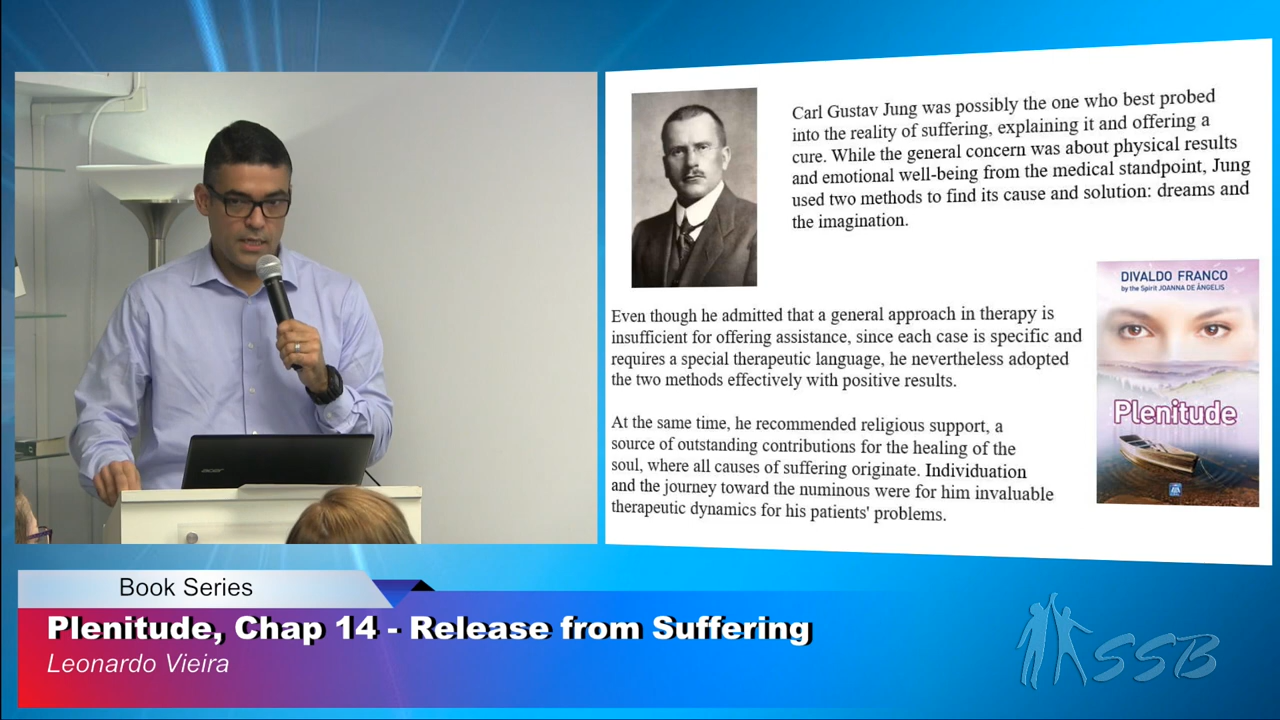 Carl Gustav Jung was possibly the one who best probed
into the reality of suffering, explaining it and offering a
cure. While the general concern was about physical results
and emotional well-being from the medical standpoint, Jung
used two methods to find its cause and solution: dreams and
the imagination.
DIVALDO FRANCO
by the Spirit JOANNA DE ÂNGELIS
Plenitude
Even though he admitted that a general approach in therapy is
insufficient for offering assistance, since each case is specific and
requires a special therapeutic language, he nevertheless adopted
the two methods effectively with positive results.
At the same time, he recommended religious support, a
source of outstanding contributions for the healing of the
soul, where all causes of suffering originate. Individuation
and the journey toward the numinous were for him invaluable
therapeutic dynamics for his patients' problems.
acer
Book Series
Plenitude, Chap 14 - Release from Suffering
Leonardo Vieira
SSB